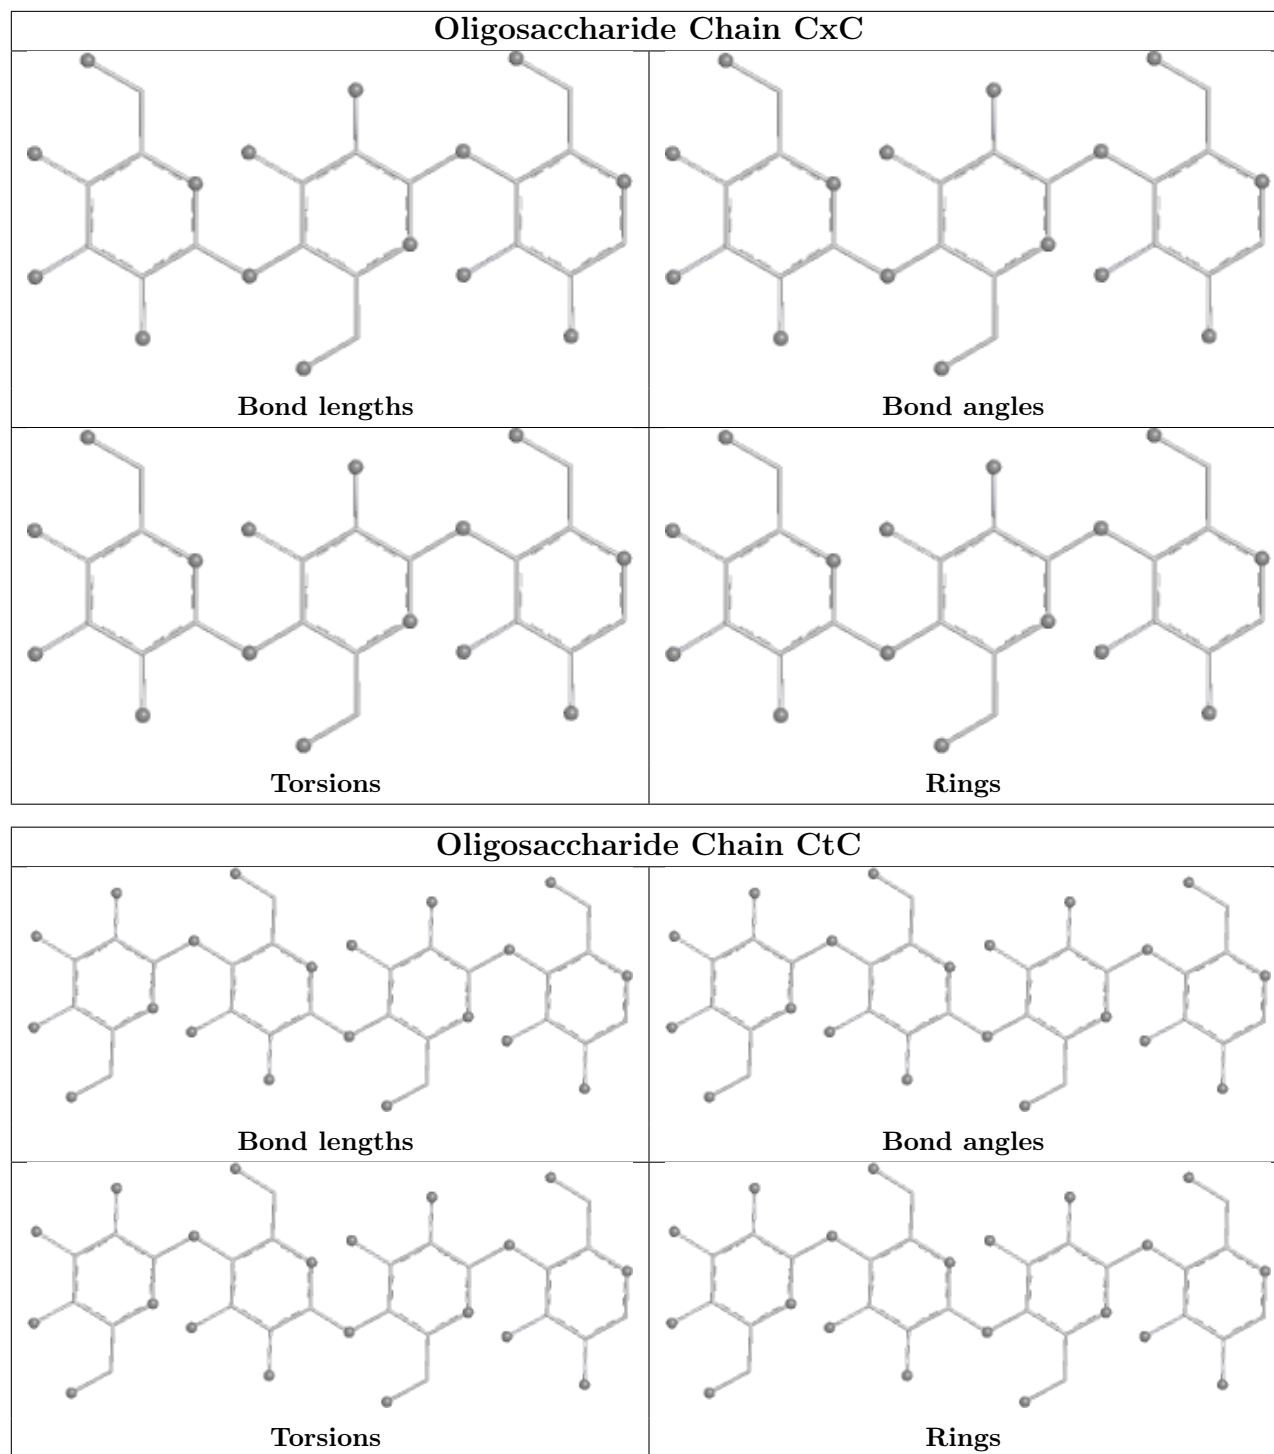 Oligosaccharide Chain CxC
Bond lengths
Bond angles
Torsions
Rings
Oligosaccharide Chain CtC
Bond lengths
Bond angles
Torsions
Rings